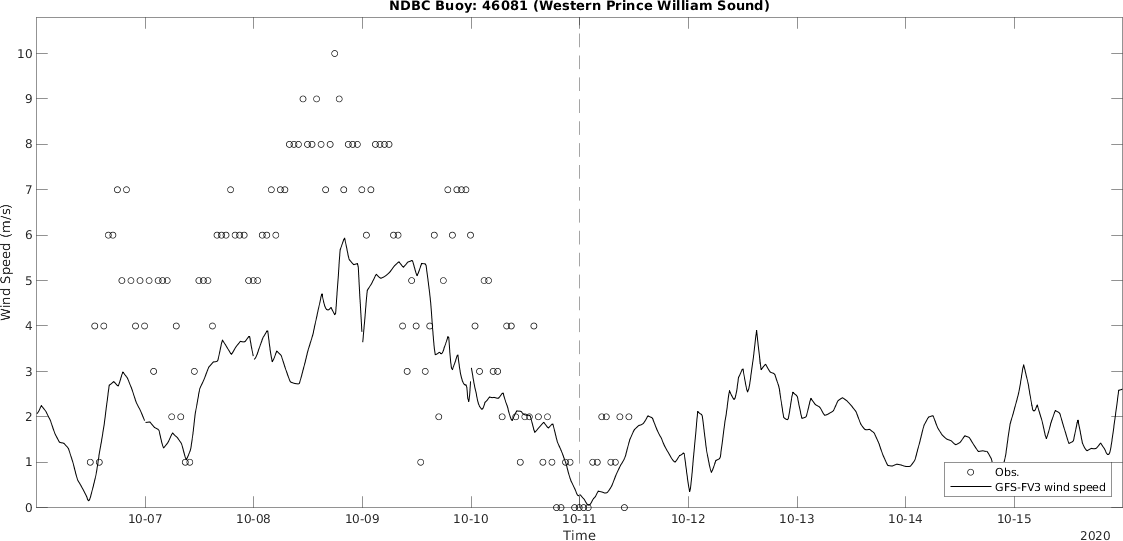 NDBC Buoy: 46081 (Western Prince William Sound)
Wind Speed (m/s)
10
9
8
7
6
5
4
3
2
1
0
10-07 10-08 10-09 10-10 10-11 10-12 10-13 10-14 10-15
Time
2020
Obs.
GFS-FV3 wind speed